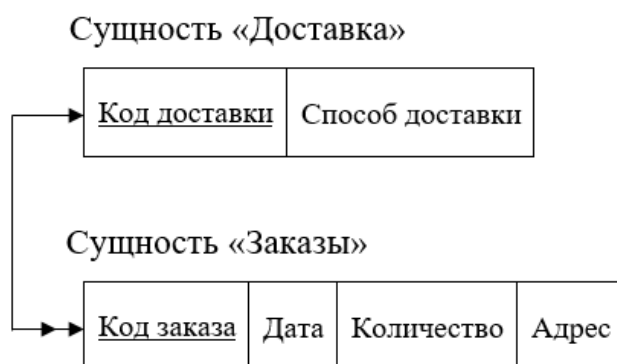 Сущность «Доставка»
Код доставки Способ доставки
Сущность «Заказы»
Код заказа Дата Количество Адрес